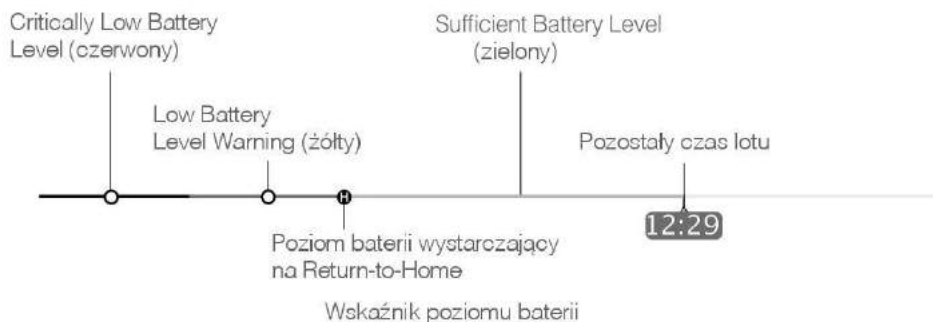 Critically Low Battery
Level (czerwony)
Sufficient Battery Level
(zielony)
Low Battery
Level Warning (żółty)
Pozostały czas lotu
H
12:29
Poziom baterii wystarczający
na Return-to-Home
Wskaźnik poziomu baterii